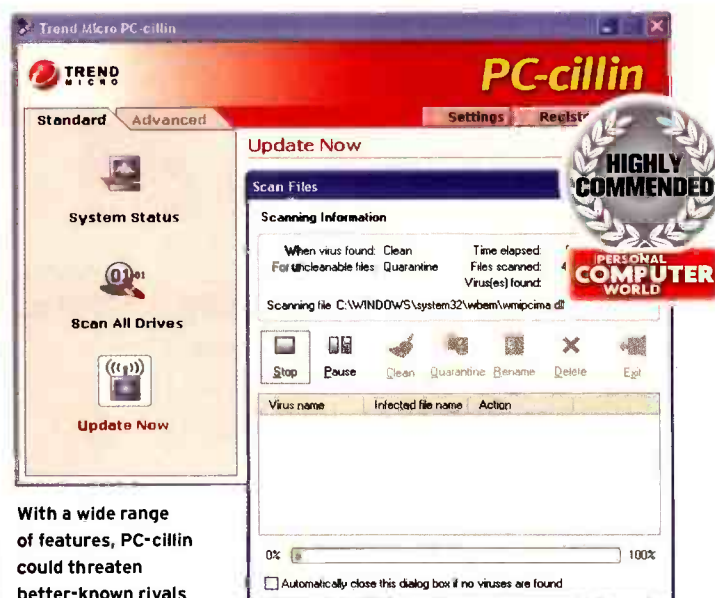 Trend Micro PC-cillin
TREND
MICRO
PC-cillin
Standard
Advanced
Settings
Update Now
HIGHLY
COMMENDED
PERSONAL
COMPUTER
WORLD
System Status
Scan All Drives
Update Now
Scan Files
Scanning Information
When virus found: Clean
Time elapsed:
For uncleanable files Quarantine
Files scanned:
Virus(es) found:
Scanning file C:\WINDOWS\system32\wbem\wmipcima.dl
Stop
Pause
Clean
Quarantine
Rename
Delete
Exit
Virus name
Infected file name
Action
0%
100%
Automatically close this dialog box if no viruses are found
With a wide range
of features, PC-cillin
could threaten
better-known rivals